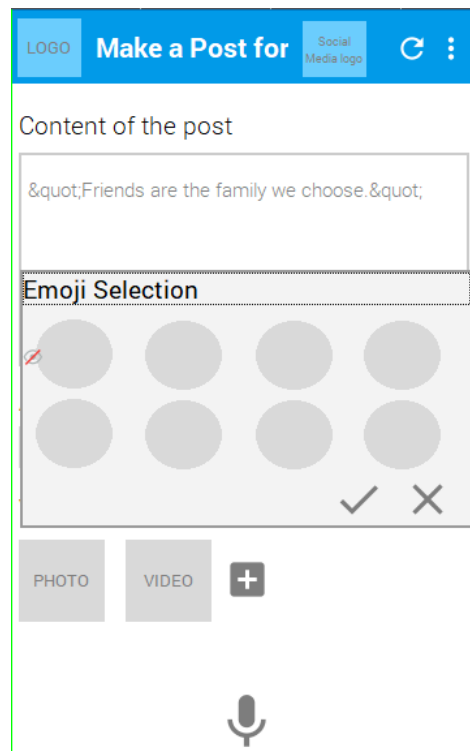 LOGO
Make a Post for
Social
Media logo
Content of the post
&quot;Friends are the family we choose.&quot;
Emoji Selection
PHOTO
VIDEO